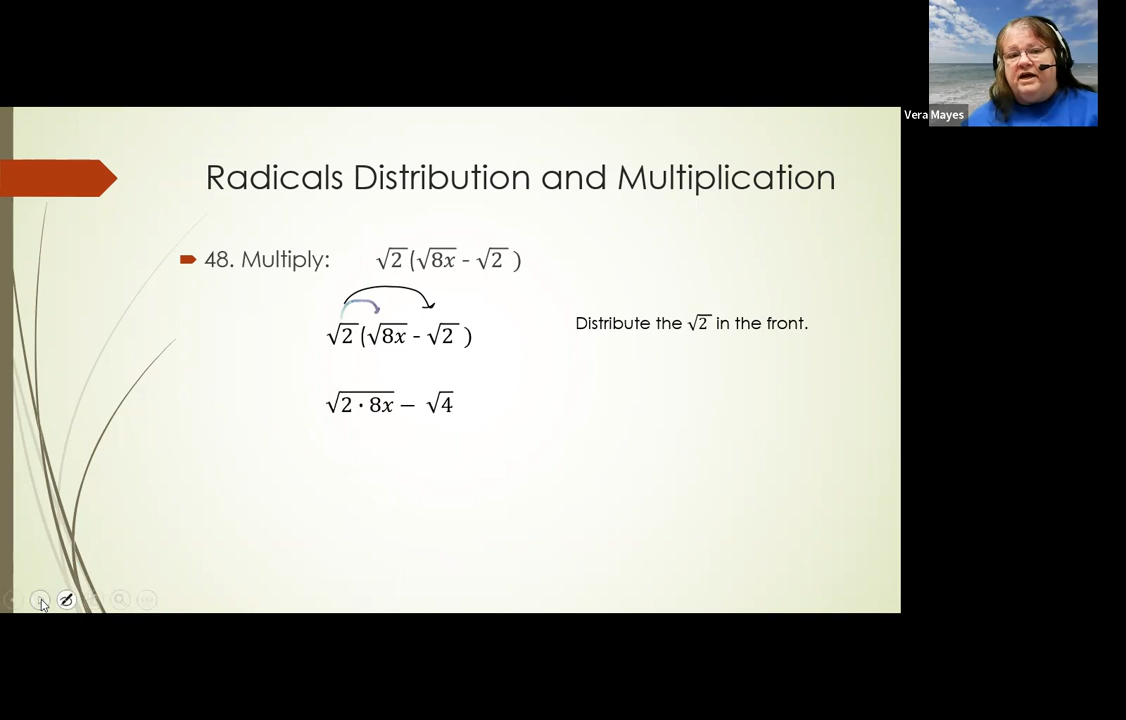 Vera Mayes
Radicals Distribution and Multiplication
48. Multiply: √2 (√8x - √2 )
√2 (√8x - √2 )
Distribute the √2 in the front.
√2 · 8x − √4